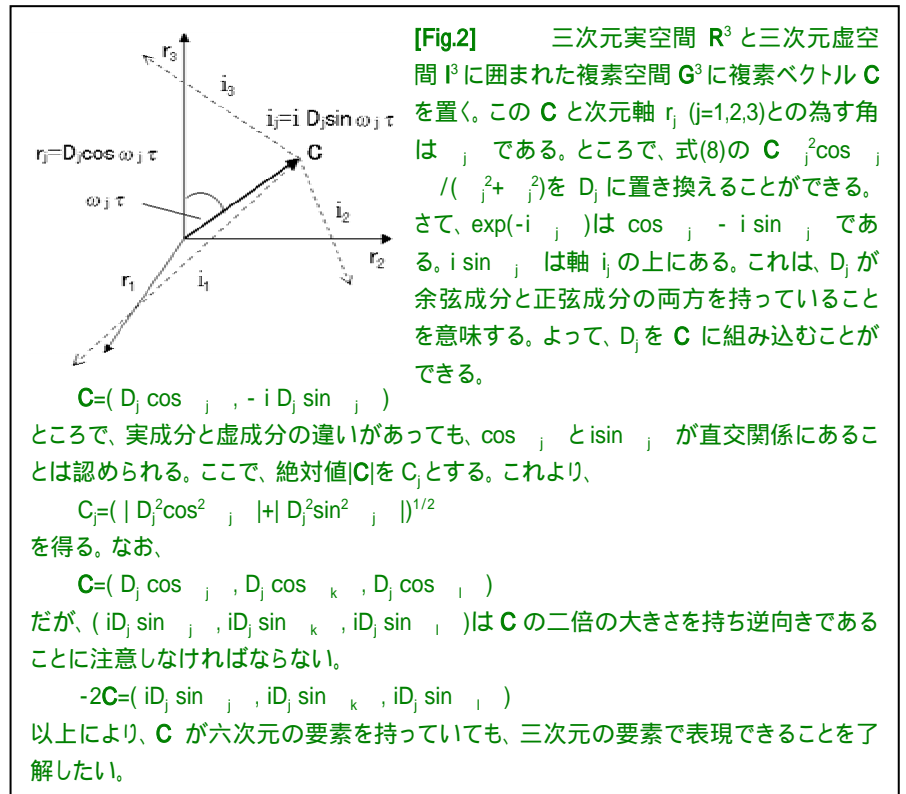 r3
i3
ij=i Djsin ω j τ
C
rj=Djcos ω j τ
ω j τ
i2
r2
r1
i1
[Fig.2] 三次元実空間 R³と三次元虚空
間 I³に囲まれた複素空間 G³に複素ベクトル C
を置く。この C と次元軸 rj (j=1,2,3)との為す角
は j である。ところで、式(8)の C j²cos j
/( j²+ j²)を Dj に置き換えることができる。
さて、exp(-i j )は cos j - i sin j であ
る。i sin j は軸 ij の上にある。これは、Dj が
余弦成分と正弦成分の両方を持っていること
を意味する。よって、Djを C に組み込むことが
できる。
C=( Dj cos j , - i Dj sin j )
ところで、実成分と虚成分の違いがあっても、cos j とisin j が直交関係にあるこ
とは認められる。ここで、絶対値|C|を Cjとする。これより、
Cj=( | Dj²cos² j |+| Dj²sin² j |)1/2
を得る。なお、
C=( Dj cos j , Dj cos k , Dj cos l )
だが、( iDj sin j , iDj sin k , iDj sin l )は C の二倍の大きさを持ち逆向きである
ことに注意しなければならない。
-2C=( iDj sin j , iDj sin k , iDj sin l )
以上により、C が六次元の要素を持っていても、三次元の要素で表現できることを了
解したい。